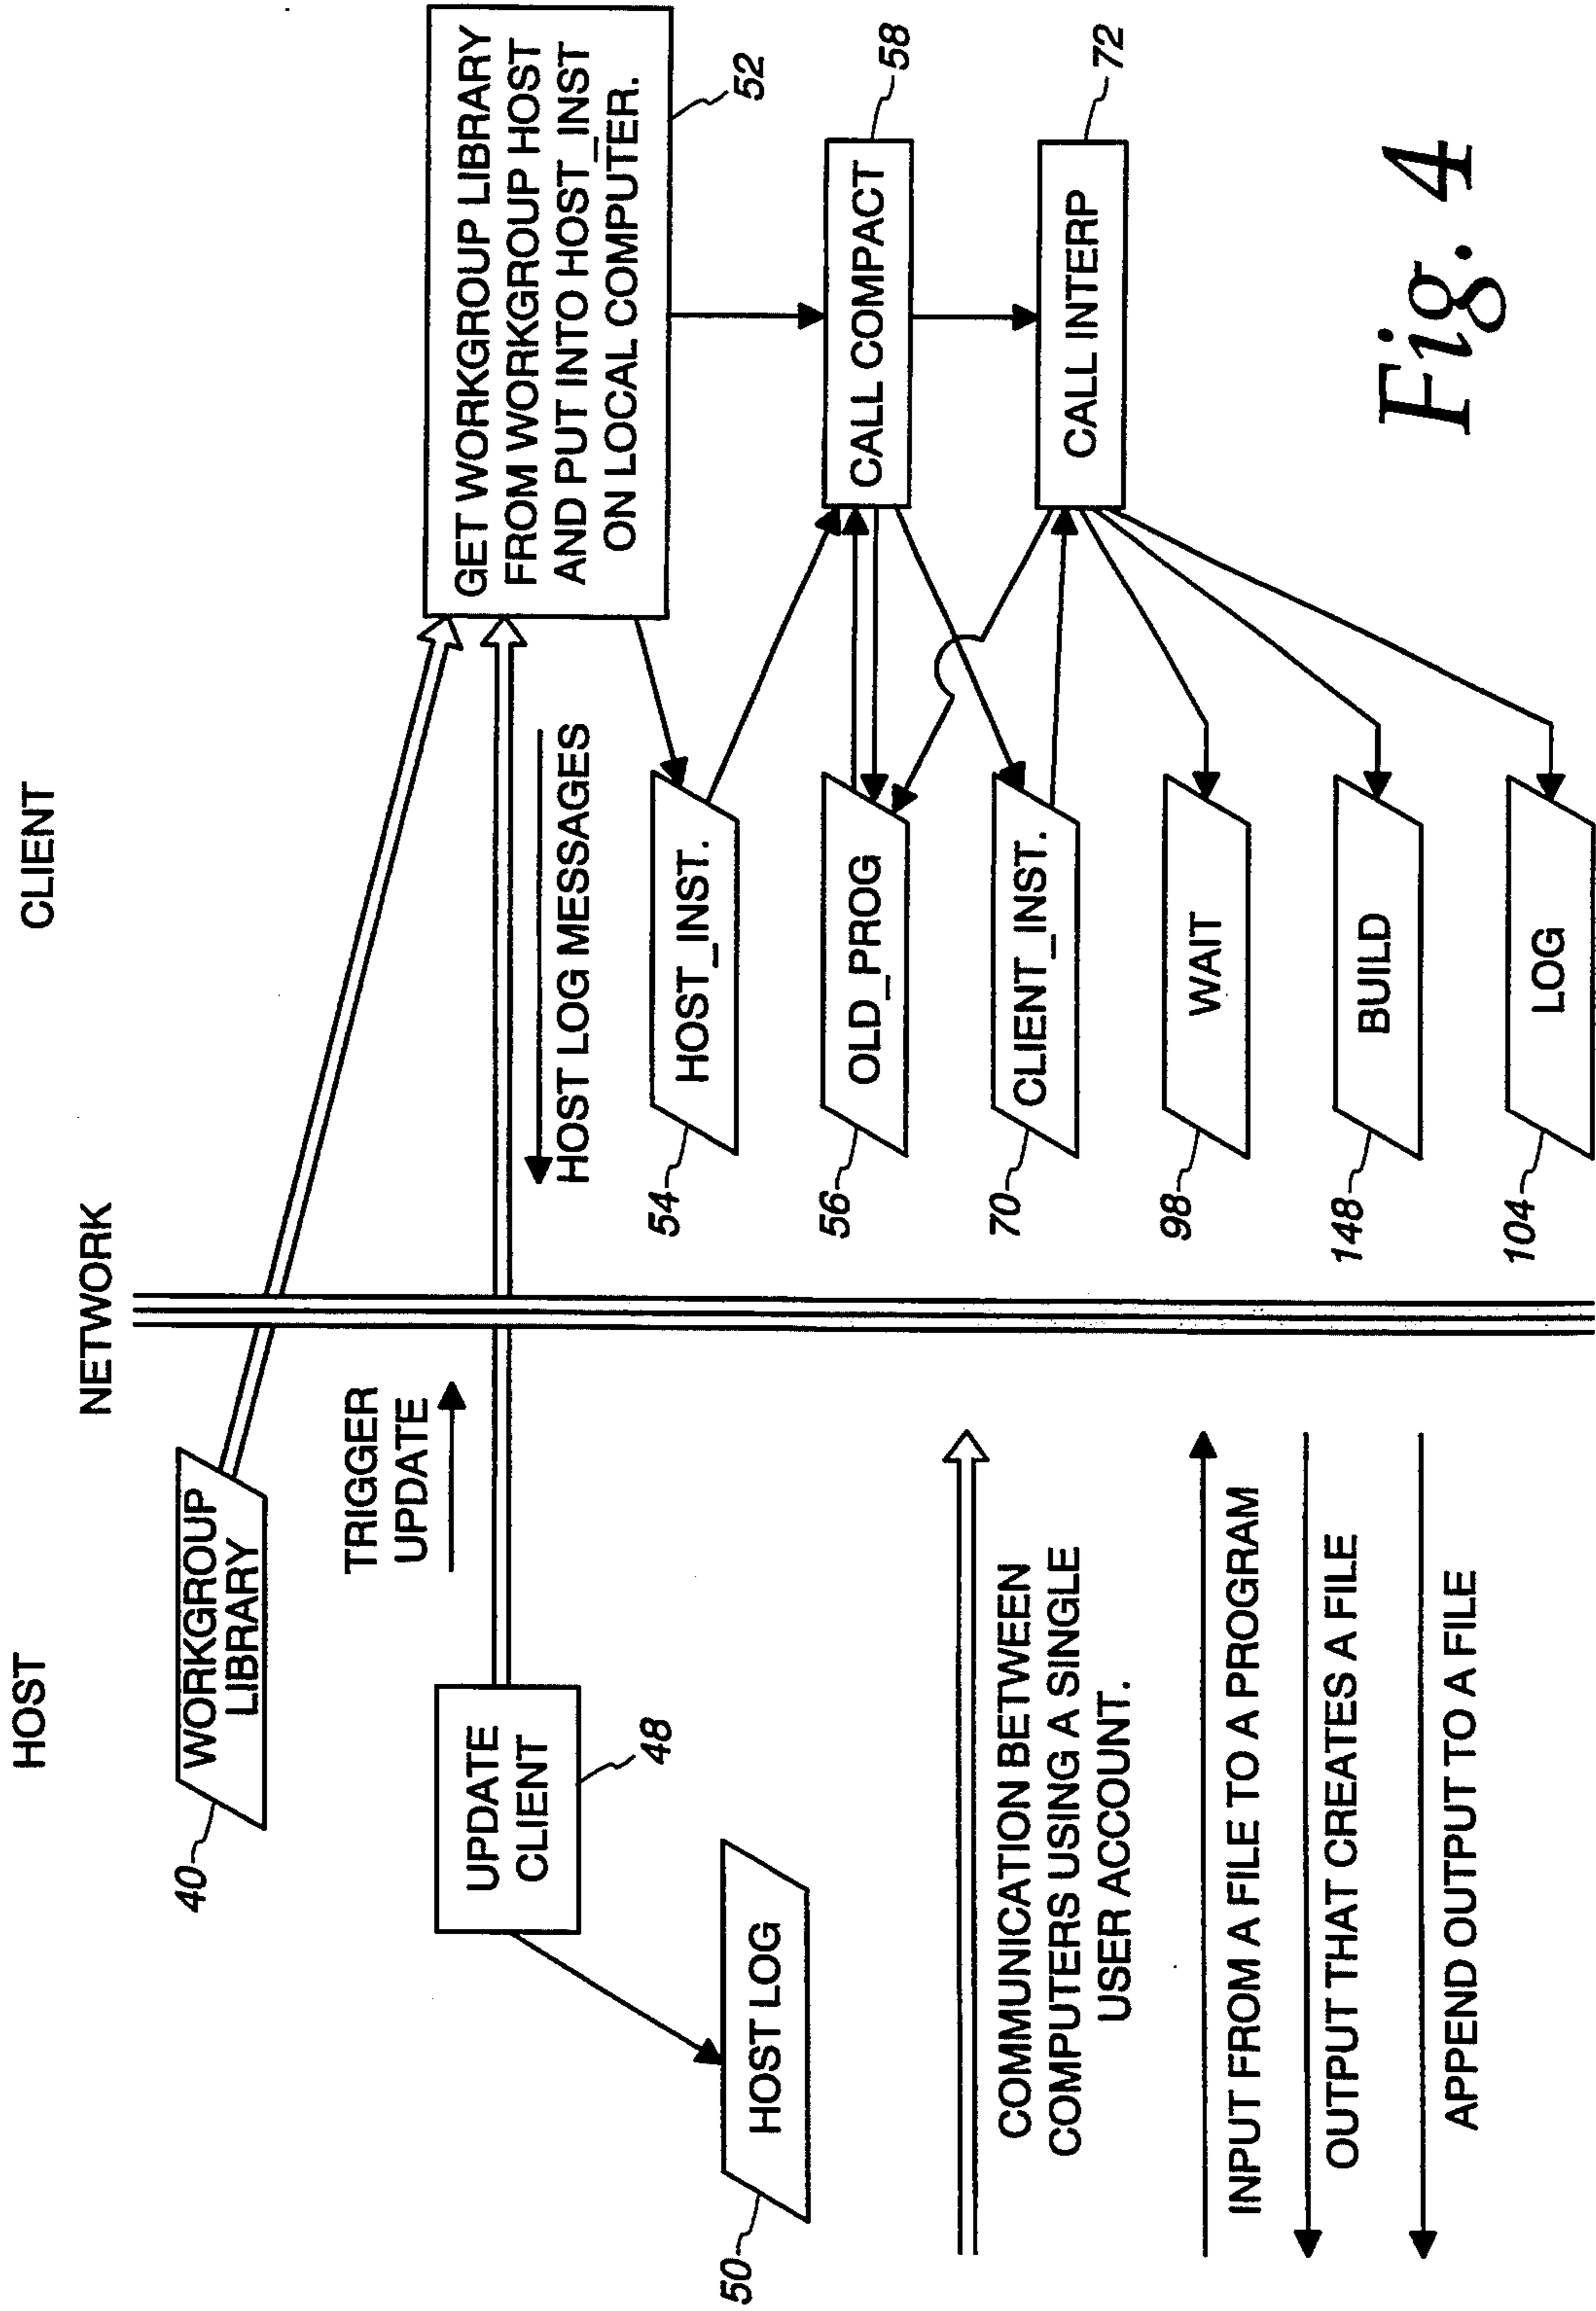 HOST
NETWORK
CLIENT
40
WORKGROUP
LIBRARY
TRIGGER
UPDATE
UPDATE
CLIENT
48
HOST LOG
50
GET WORKGROUP LIBRARY
FROM WORKGROUP HOST
AND PUT INTO HOST_INST
ON LOCAL COMPUTER.
52
HOST LOG MESSAGES
54
HOST_INST.
56
OLD_PROG
CALL COMPACT
58
70
CLIENT_INST.
CALL INTERP
72
98
WAIT
148
BUILD
104
LOG
COMMUNICATION BETWEEN
COMPUTERS USING A SINGLE
USER ACCOUNT.
INPUT FROM A FILE TO A PROGRAM
OUTPUT THAT CREATES A FILE
APPEND OUTPUT TO A FILE
Fig. 4